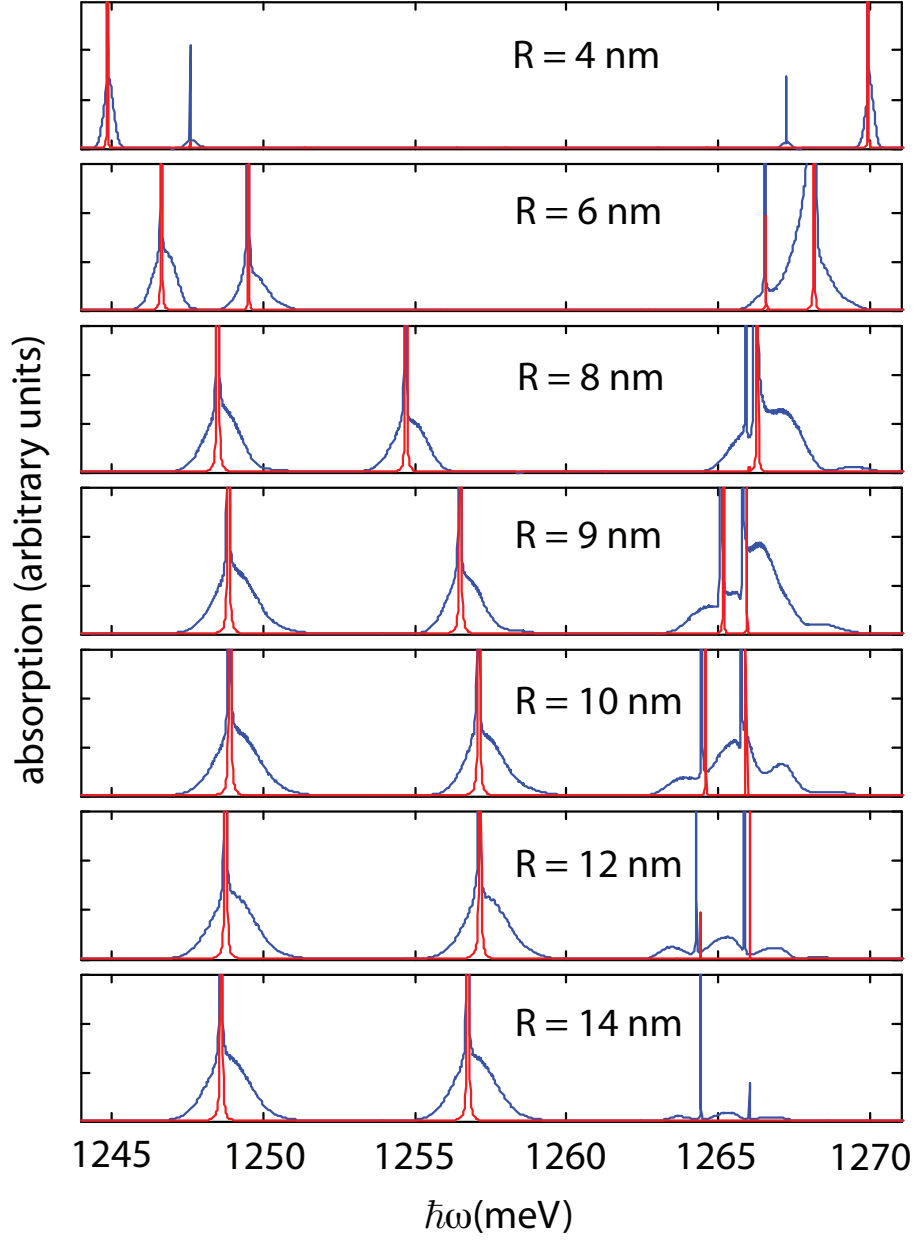 R = 4 nm
R = 6 nm
R = 8 nm
R = 9 nm
R = 10 nm
R = 12 nm
R = 14 nm
absorption (arbitrary units)
1245 1250 1255 1260 1265 1270
ℏω(meV)